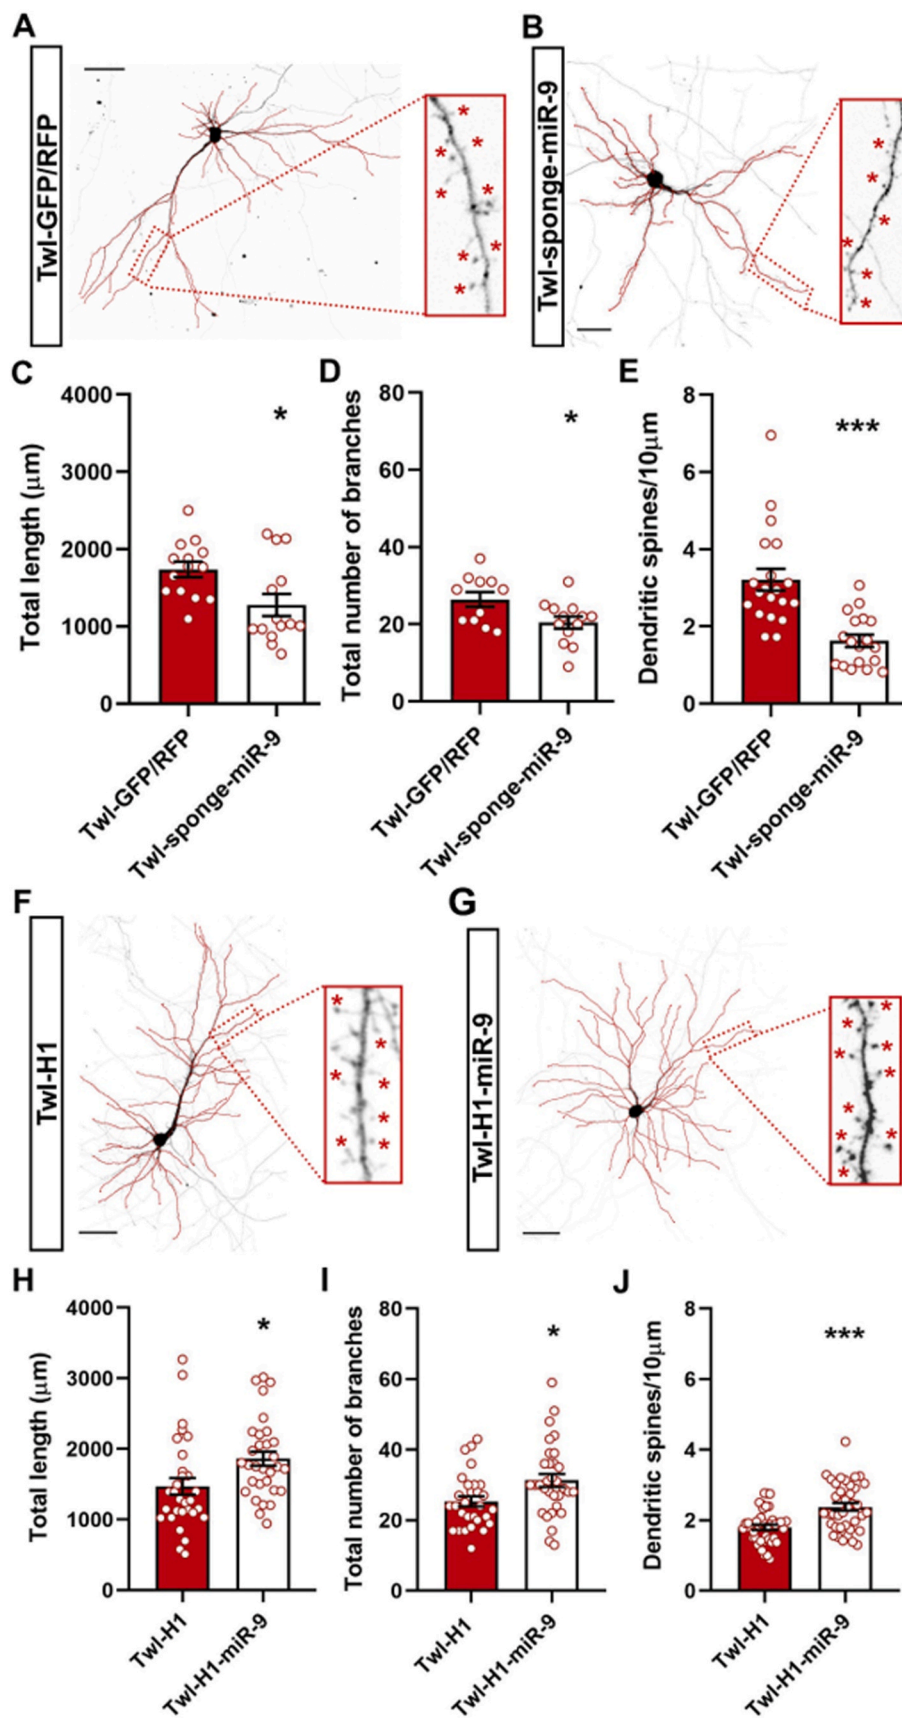 A
B
Twl-GFP/RFP
*
*
*
*
*
*
*
*
Twl-sponge-miR-9
*
*
*
*
*
*
C
D
E
Total length (μm)
4000
3000
2000
1000
0
*
Twl-GFP/RFP
Twl-sponge-miR-9
Total number of branches
80
60
40
20
0
*
Twl-GFP/RFP
Twl-sponge-miR-9
Dendritic spines/10μm
8
6
4
2
0
***
Twl-GFP/RFP
Twl-sponge-miR-9
F
G
Twl-H1
*
*
*
*
*
*
*
Twl-H1-miR-9
*
*
*
*
*
*
*
*
*
H
I
J
Total length (μm)
4000
3000
2000
1000
0
*
Twl-H1
Twl-H1-miR-9
Total number of branches
80
60
40
20
0
*
Twl-H1
Twl-H1-miR-9
Dendritic spines/10μm
8
6
4
2
0
***
Twl-H1
Twl-H1-miR-9